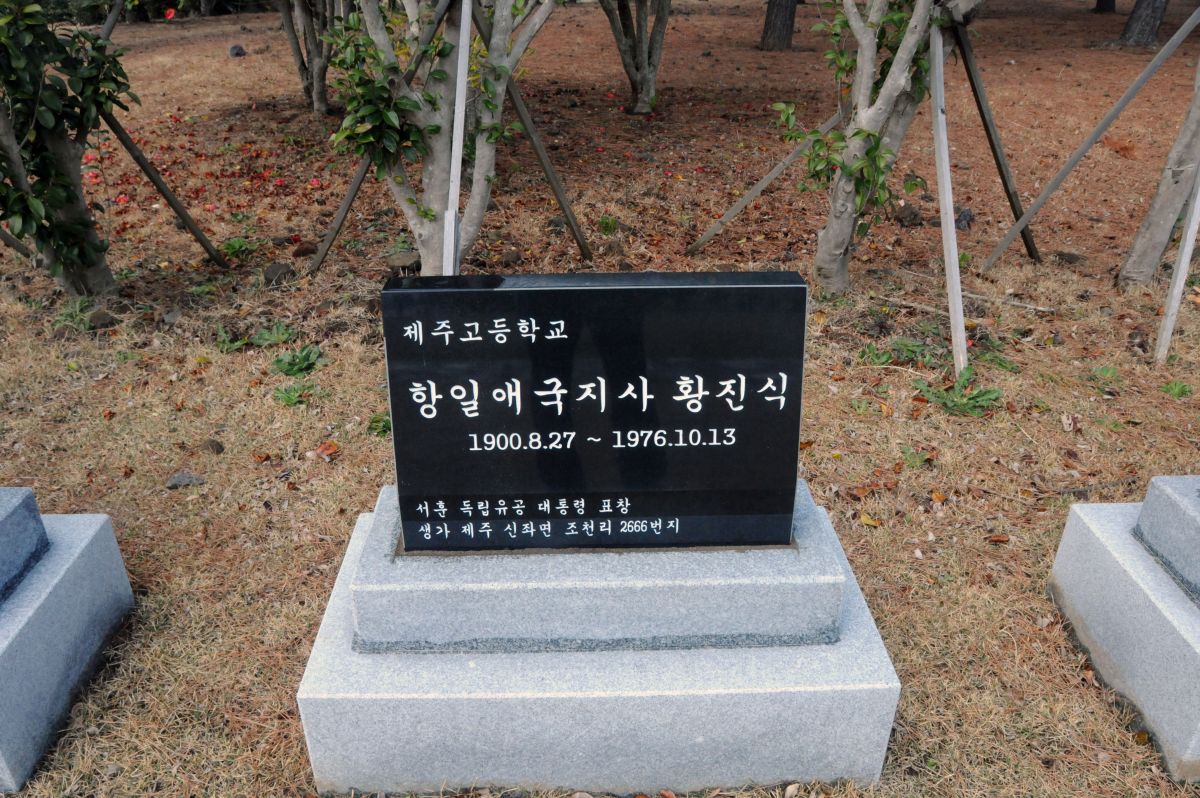 제주고등학교
항일애국지사 황진식
1900.8.27 ~ 1976.10.13
서훈 독립유공 대통령 표창
생가 제주 신좌면 조천리 2666번지